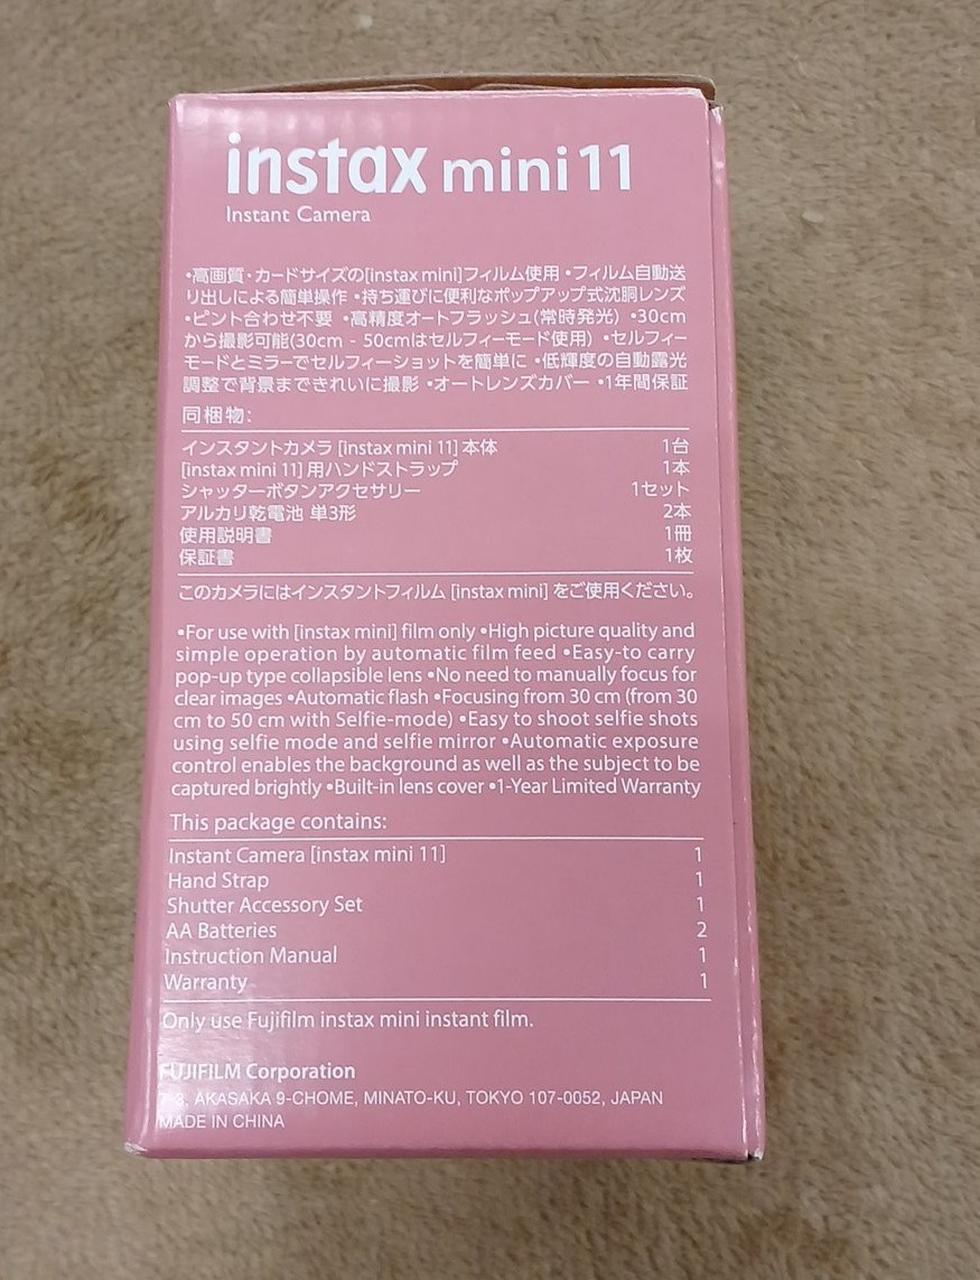 instax mini 11
Instant Camera
•高画質・カードサイズの[instax mini]フィルム使用 •フィルム自動送
り出しによる簡単操作 •持ち運びに便利なポップアップ式沈胴レンズ
•ピント合わせ不要 •高精度オートフラッシュ(常時発光) •30cm
から撮影可能(30cm - 50cmはセルフィーモード使用) •セルフィー
モードとミラーでセルフィーショットを簡単に •低輝度の自動露光
調整で背景まできれいに撮影 •オートレンズカバー •1年間保証
同梱物:
インスタントカメラ [instax mini 11] 本体 1台
[instax mini 11] 用ハンドストラップ 1本
シャッターボタンアクセサリー 1セット
アルカリ乾電池 単3形 2本
使用説明書 1冊
保証書 1枚
このカメラにはインスタントフィルム [instax mini] をご使用ください。
•For use with [instax mini] film only •High picture quality and
simple operation by automatic film feed •Easy-to carry
pop-up type collapsible lens •No need to manually focus for
clear images •Automatic flash •Focusing from 30 cm (from 30
cm to 50 cm with Selfie-mode) •Easy to shoot selfie shots
using selfie mode and selfie mirror •Automatic exposure
control enables the background as well as the subject to be
captured brightly •Built-in lens cover •1-Year Limited Warranty
This package contains:
Instant Camera [instax mini 11] 1
Hand Strap 1
Shutter Accessory Set 1
AA Batteries 2
Instruction Manual 1
Warranty 1
Only use Fujifilm instax mini instant film.
FUJIFILM Corporation
7-3, AKASAKA 9-CHOME, MINATO-KU, TOKYO 107-0052, JAPAN
MADE IN CHINA